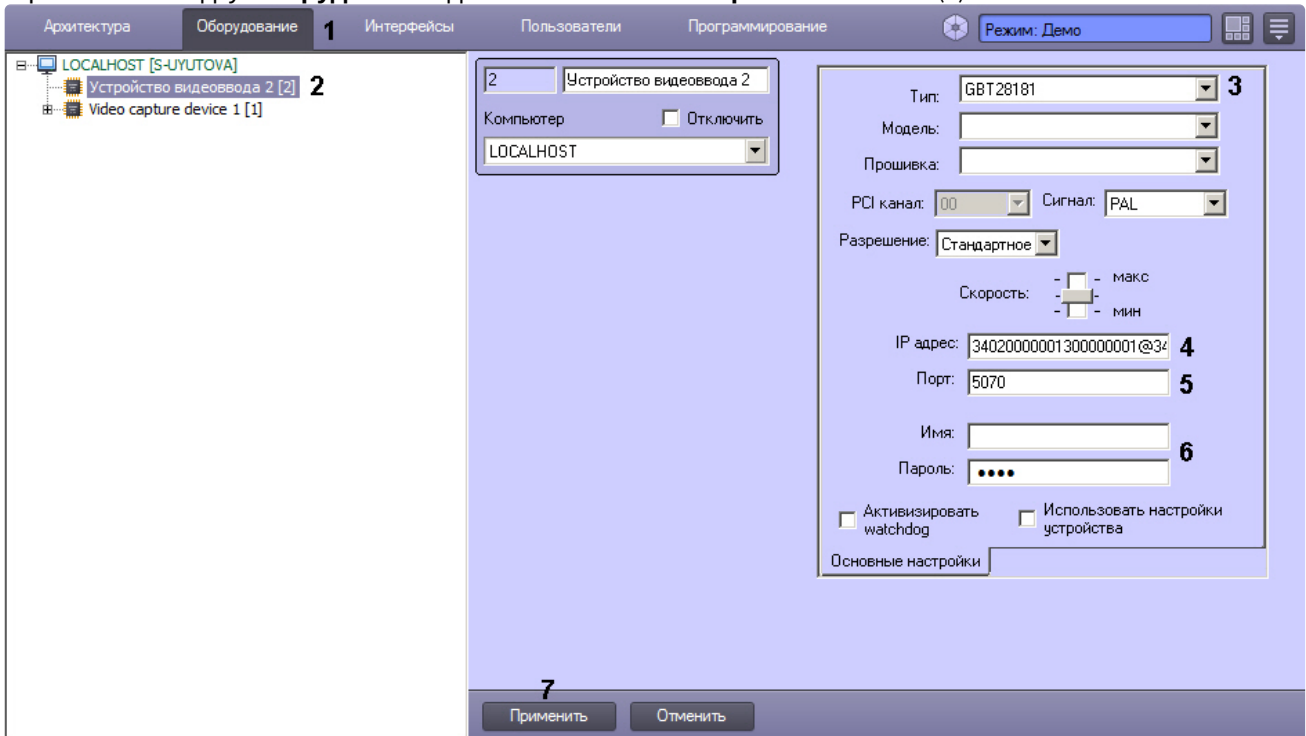 Архитектура Оборудование 1 Интерфейсы Пользователи Программирование Режим: Демо
LOCALHOST [S-UYUTOVA]
Устройство видеоввода 2 [2] 2
Video capture device 1 [1]
2 Устройство видеоввода 2
Компьютер Отключить
LOCALHOST
Тип: GBT28181 3
Модель:
Прошивка:
PCI канал: 00 Сигнал: PAL
Разрешение: Стандартное
макс
Скорость:
мин
IP адрес: 34020000001300000001@34 4
Порт: 5070 5
Имя:
6
Пароль: ••••
Активизировать watchdog
Использовать настройки устройства
Основные настройки
7
Применить Отменить